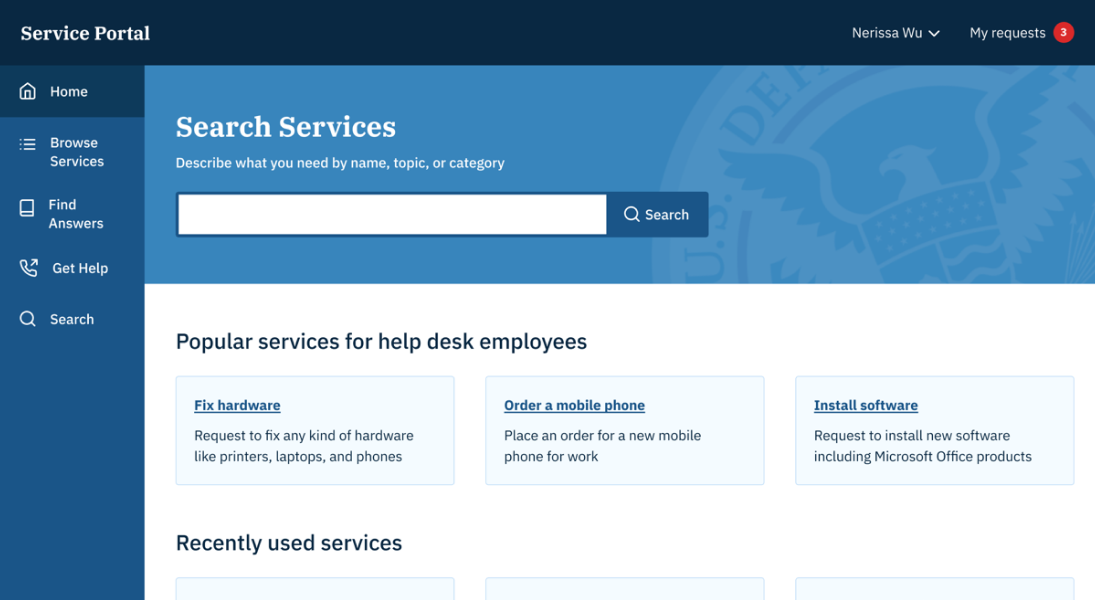 Service Portal
Nerissa Wu
My requests
3
Home
Browse
Services
Find
Answers
Get Help
Search
Search Services
Describe what you need by name, topic, or category
Search
U.S. DE
Popular services for help desk employees
Fix hardware
Request to fix any kind of hardware
like printers, laptops, and phones
Order a mobile phone
Place an order for a new mobile
phone for work
Install software
Request to install new software
including Microsoft Office products
Recently used services